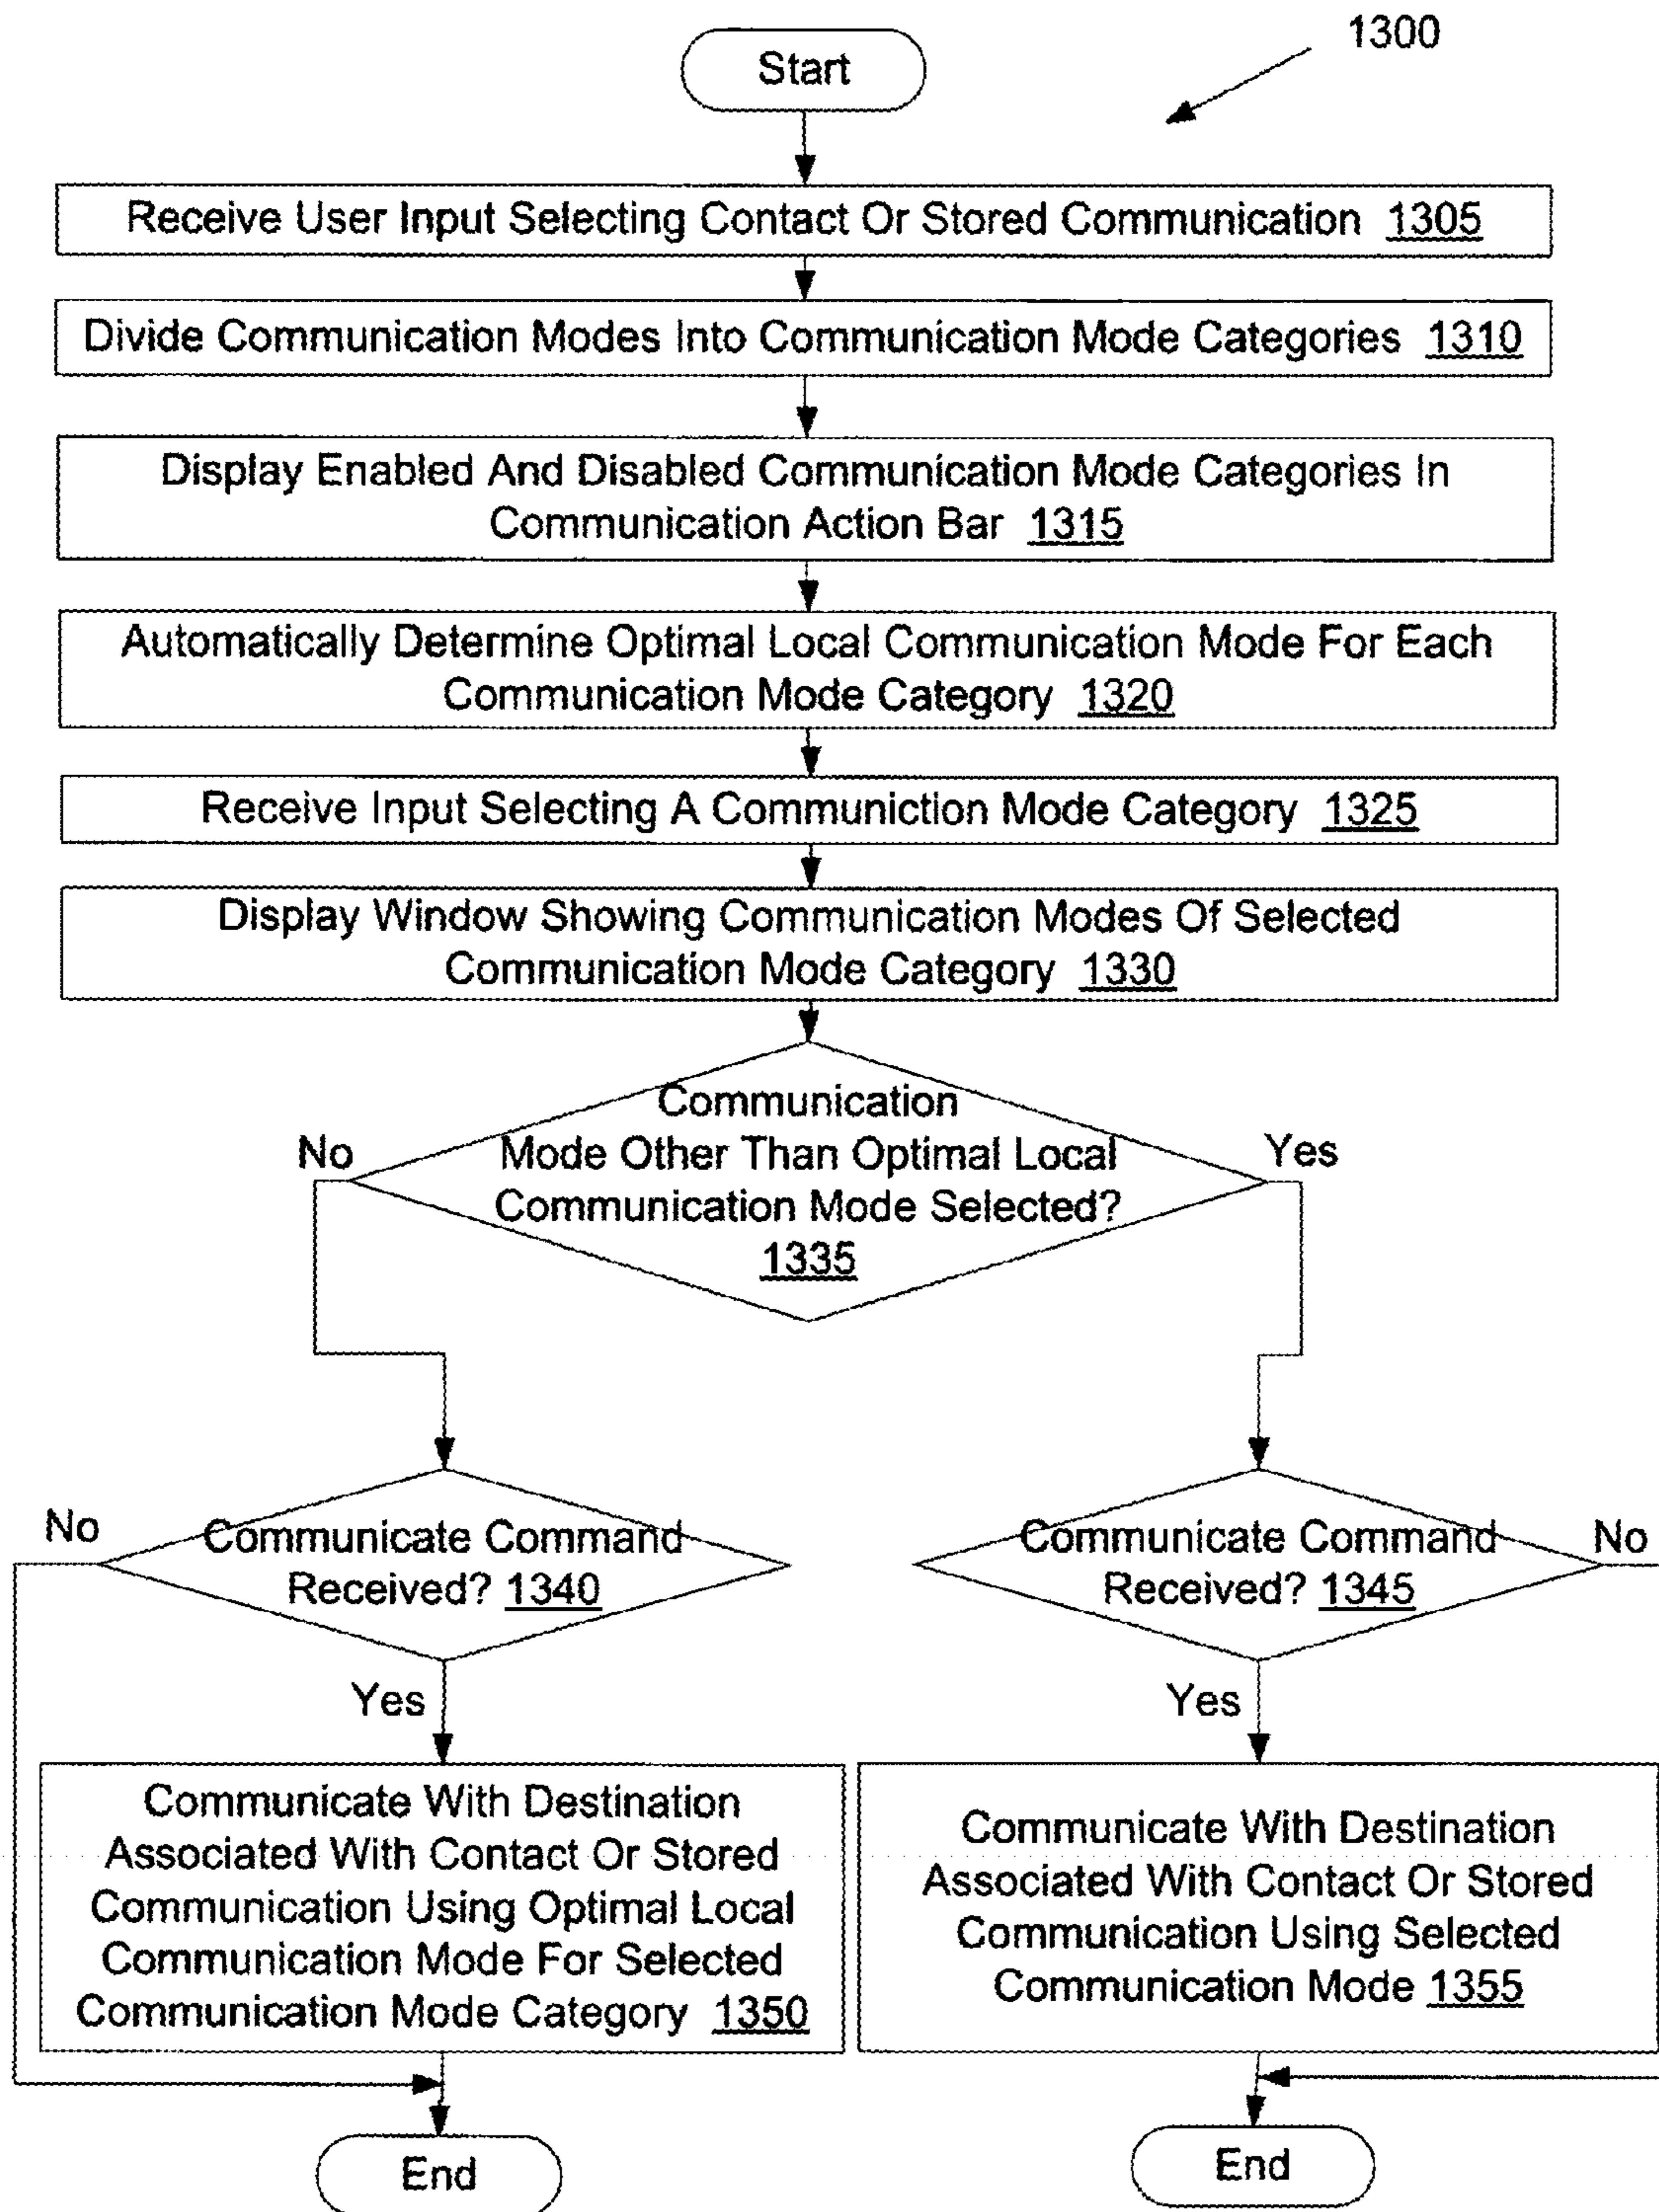 1300
Start
Receive User Input Selecting Contact Or Stored Communication 1305
Divide Communication Modes Into Communication Mode Categories 1310
Display Enabled And Disabled Communication Mode Categories In
Communication Action Bar 1315
Automatically Determine Optimal Local Communication Mode For Each
Communication Mode Category 1320
Receive Input Selecting A Communiction Mode Category 1325
Display Window Showing Communication Modes Of Selected
Communication Mode Category 1330
Communication
Mode Other Than Optimal Local
Communication Mode Selected?
1335
No
Yes
Communicate Command
Received? 1340
No
Yes
Communicate Command
Received? 1345
No
Yes
Communicate With Destination
Associated With Contact Or Stored
Communication Using Optimal Local
Communication Mode For Selected
Communication Mode Category 1350
Communicate With Destination
Associated With Contact Or Stored
Communication Using Selected
Communication Mode 1355
End
End